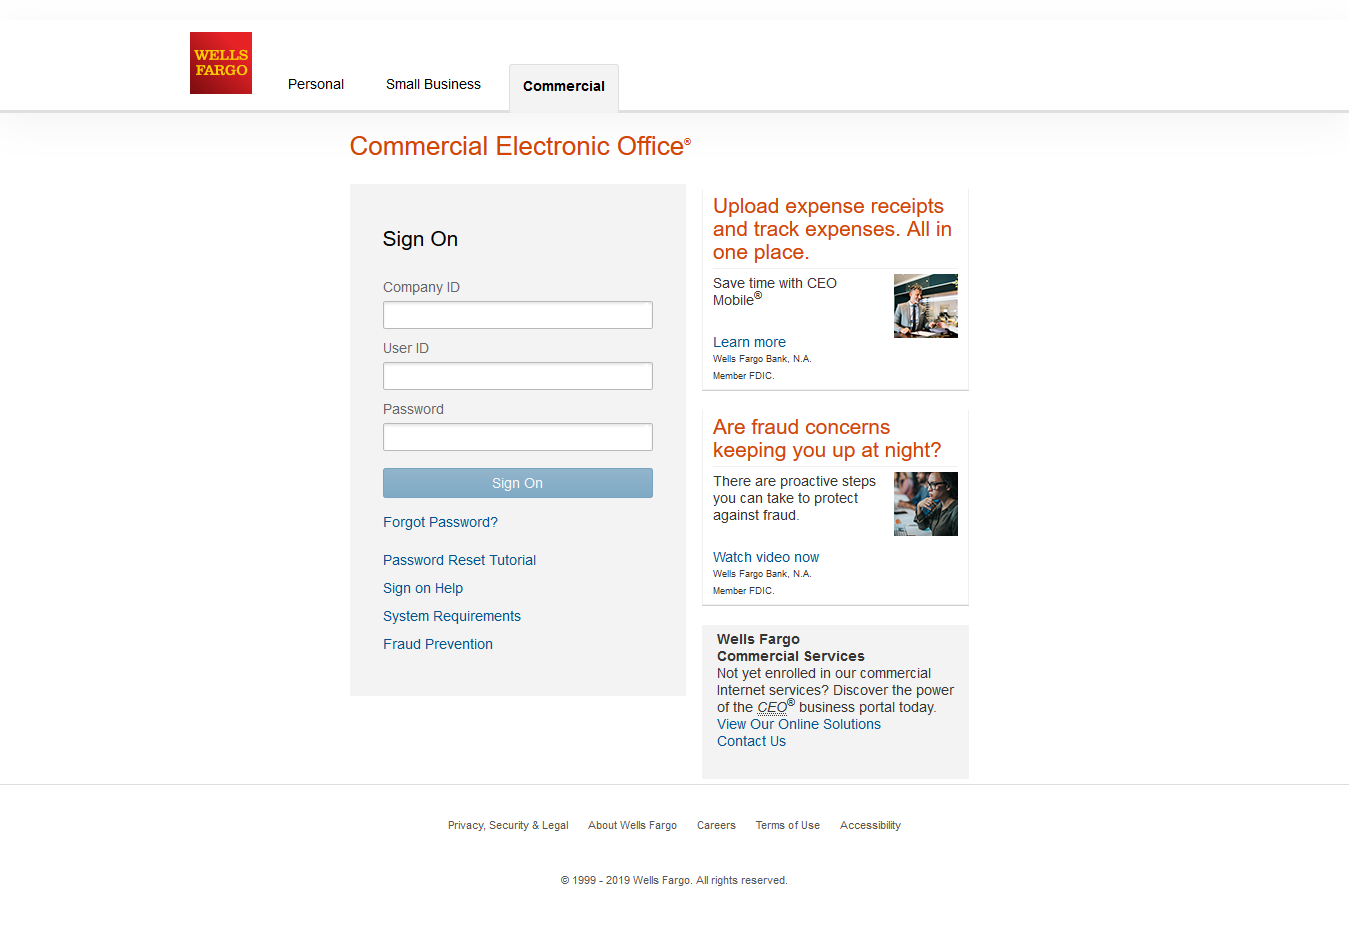 WELLS
FARGO
Personal
Small Business
Commercial
Commercial Electronic Office®
Sign On
Company ID
User ID
Password
Sign On
Forgot Password?
Password Reset Tutorial
Sign on Help
System Requirements
Fraud Prevention
Upload expense receipts
and track expenses. All in
one place.
Save time with CEO
Mobile®
Learn more
Wells Fargo Bank, N.A.
Member FDIC.
Are fraud concerns
keeping you up at night?
There are proactive steps
you can take to protect
against fraud.
Watch video now
Wells Fargo Bank, N.A.
Member FDIC.
Wells Fargo
Commercial Services
Not yet enrolled in our commercial
Internet services? Discover the power
of the CEO® business portal today.
View Our Online Solutions
Contact Us
Privacy, Security & Legal
About Wells Fargo
Careers
Terms of Use
Accessibility
© 1999 - 2019 Wells Fargo. All rights reserved.